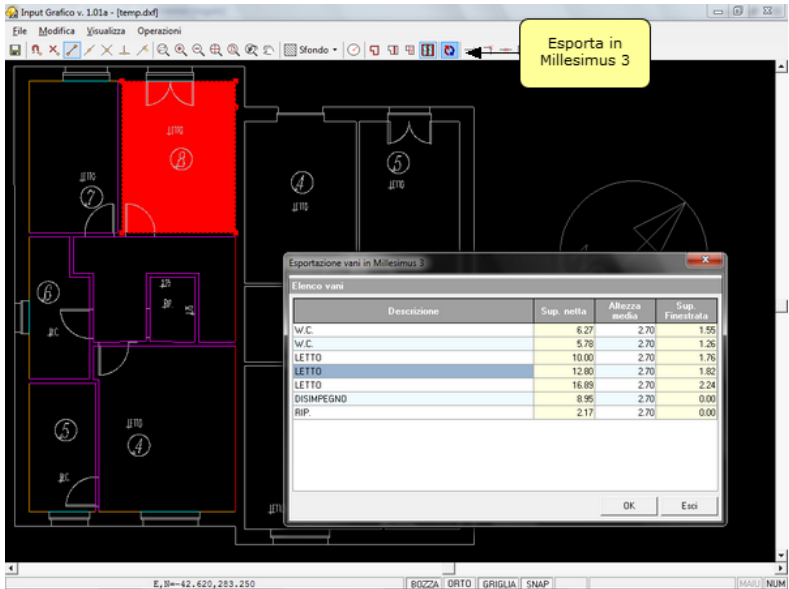 Input Grafico v. 1.01a - [temp.dxf]
File Modifica Visualizza Operazioni
Sfondo
Esporta in
Millesimus 3
LETTO
8
LETTO
7
4
LETTO
5
LETTO
6
W.C
RIP.
5
W.C
LETTO
4
Esportazione vani in Millesimus 3
Elenco vani
Descrizione Sup. netta Altezza media Sup. Finestrata
W.C. 6.27 2.70 1.55
W.C. 5.78 2.70 1.26
LETTO 10.00 2.70 1.76
LETTO 12.80 2.70 1.82
LETTO 16.89 2.70 2.24
DISIMPEGNO 8.95 2.70 0.00
RIP. 2.17 2.70 0.00
OK Esci
E,N=-42.620,283.250 BOZZA ORTO GRIGLIA SNAP MAIU NUM